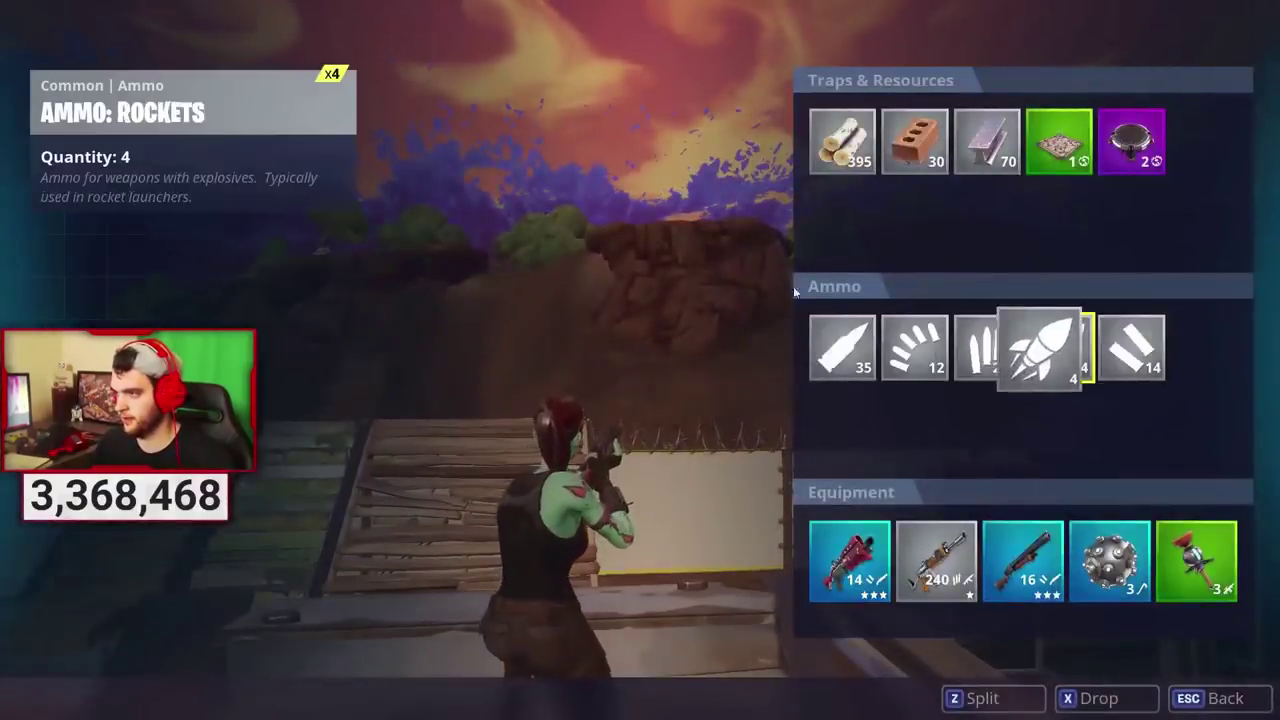 Common | Ammo
x4
AMMO: ROCKETS
Quantity: 4
Ammo for weapons with explosives. Typically
used in rocket launchers.
3,368,468
Traps & Resources
395
30
70
1
2
Ammo
35
12
4
4
14
Equipment
14
240
16
3
3
Z Split
X Drop
ESC Back